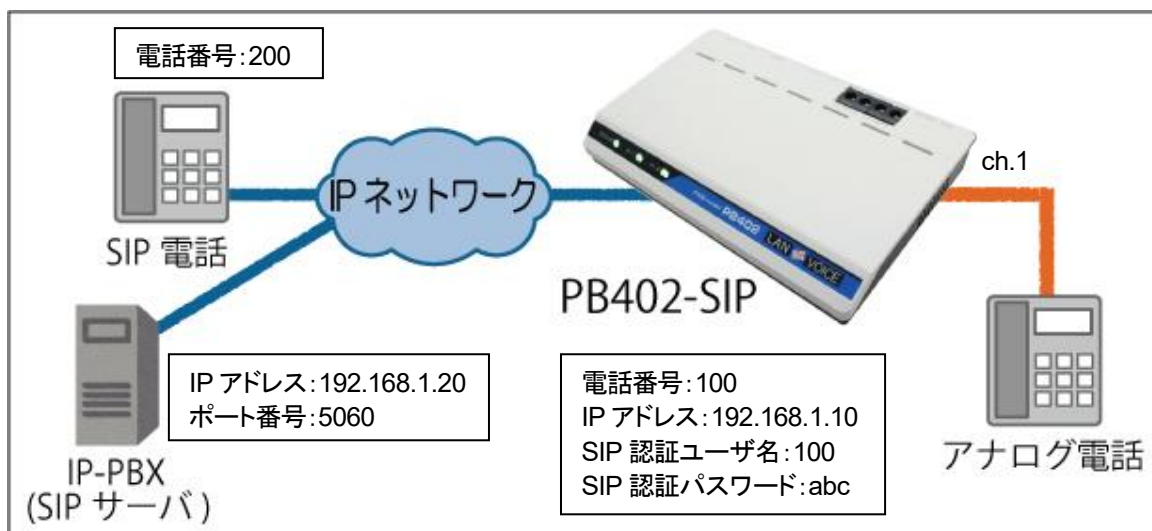 電話番号:200
SIP 電話
IP ネットワーク
ch.1
PB402
LAN VOICE
PB402-SIP
IP アドレス:192.168.1.20
ポート番号:5060
IP-PBX
(SIP サーバ)
電話番号:100
IP アドレス:192.168.1.10
SIP 認証ユーザ名:100
SIP 認証パスワード:abc
アナログ電話